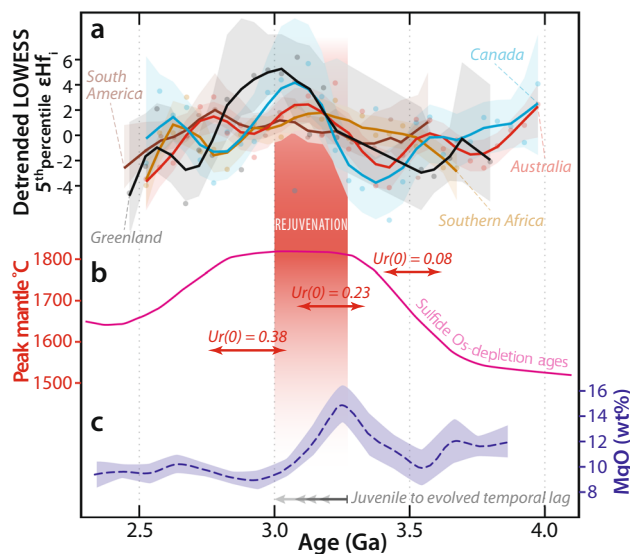 a
Detrended LOWESS
5th percentile εHfi
6
4
2
0
-2
-4
South
America
Canada
Australia
Southern Africa
Greenland
REJUVENATION
b
Peak mantle °C
1800
1700
1600
1500
Ur(0) = 0.08
Ur(0) = 0.23
Ur(0) = 0.38
Sulfide Os-depletion ages
c
16
14
12
10
8
MgO (wt%)
Juvenile to evolved temporal lag
2.5
3.0
3.5
4.0
Age (Ga)